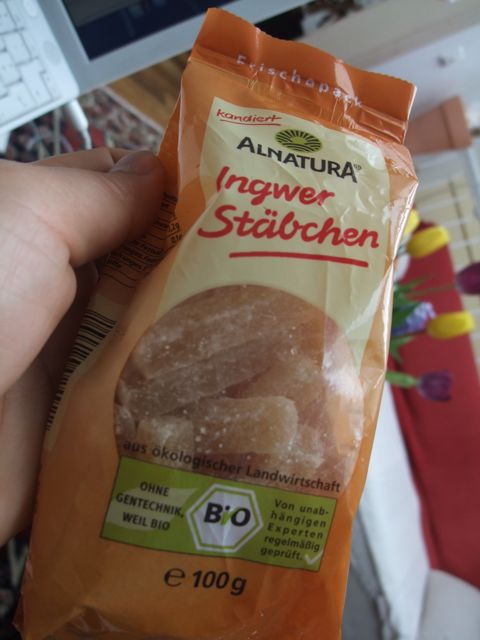 Frischepack
kandiert
ALNATURA®
Ingwer
Stäbchen
aus ökologischer Landwirtschaft
OHNE
GENTECHNIK,
WEIL BIO
BIO
Von unab-
hängigen
Experten
regelmäßig
geprüft.
e 100g